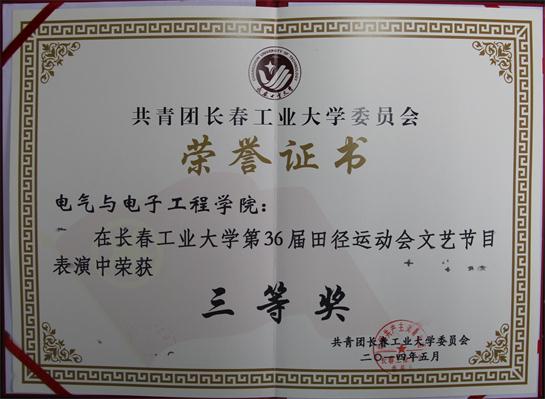 共青团长春工业大学委员会
荣誉证书
电气与电子工程学院：
在长春工业大学第36届田径运动会文艺节目
表演中荣获
三等奖
共青团长春工业大学委员会
二〇一四年五月